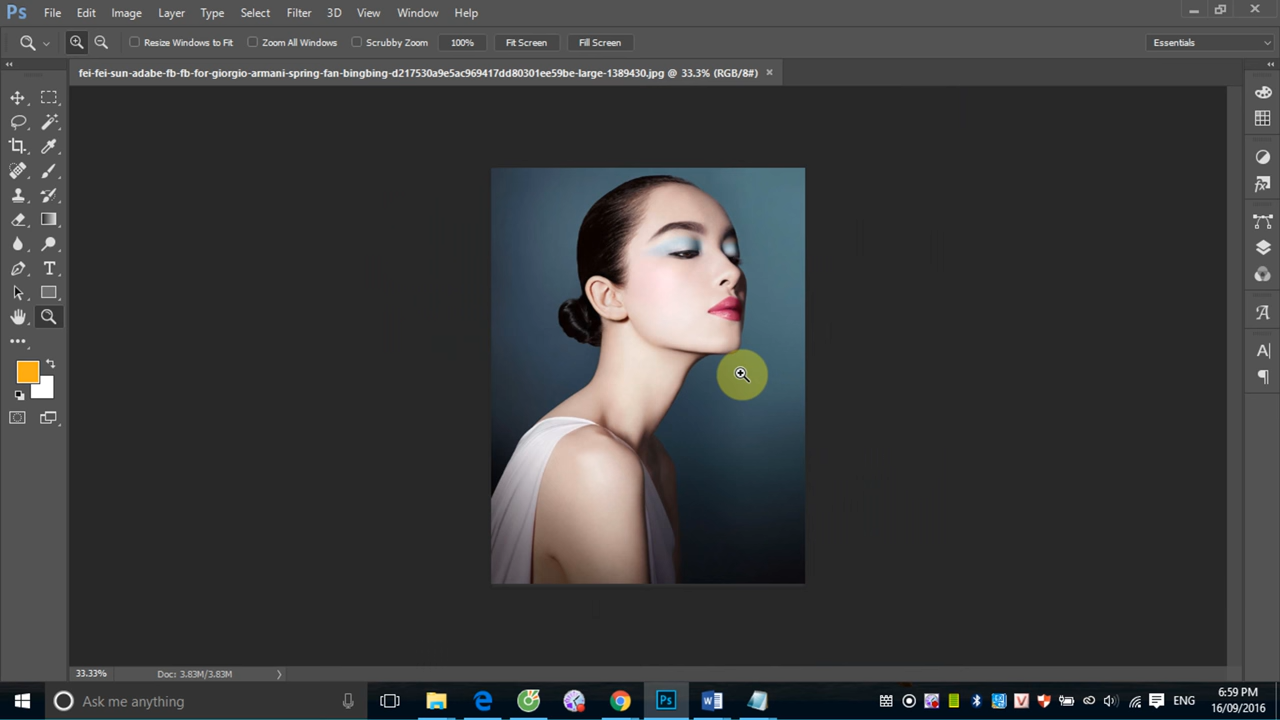 Ps File Edit Image Layer Type Select Filter 3D View Window Help
Resize Windows to Fit Zoom All Windows Scrubby Zoom 100% Fit Screen Fill Screen Essentials
fei-fei-sun-adabe-fb-fb-for-giorgio-armani-spring-fan-bingbing-d217530a9e5ac969417dd80301ee59be-large-1389430.jpg @ 33.3% (RGB/8#) ×
33.33% Doc: 3.83M/3.83M
Ask me anything
Ps
ENG
6:59 PM
16/09/2016